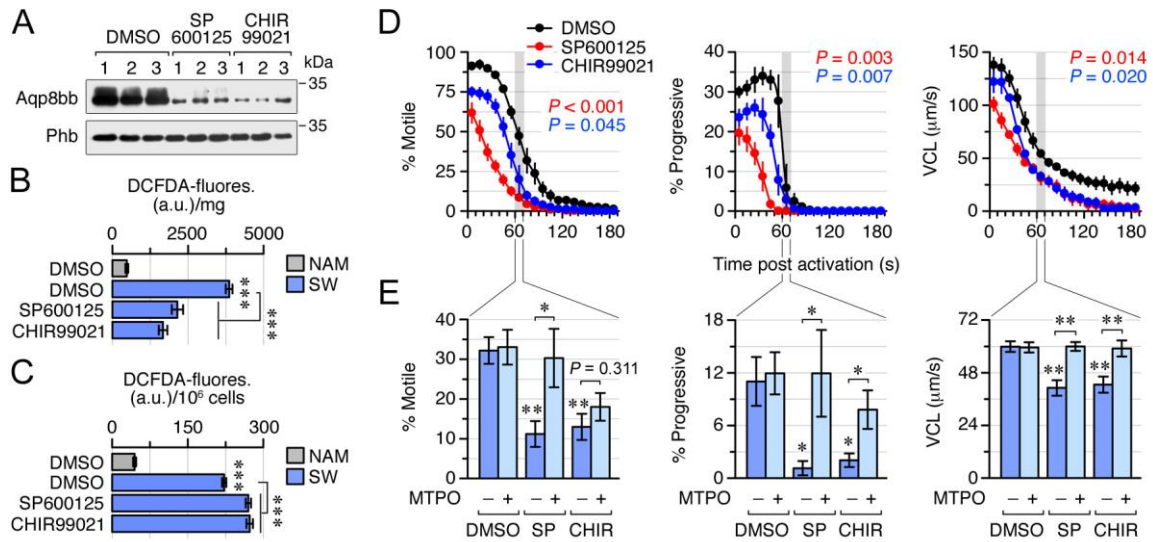 A
DMSO
SP
600125
CHIR
99021
kDa
1 2 3 1 2 3 1 2 3
Aqp8bb
35
Phb
35
B
DCFDA-fluores.
(a.u.)/mg
0 2500 5000
DMSO
DMSO
SP600125
CHIR99021
NAM
SW
***
***
C
DCFDA-fluores.
(a.u.)/10⁶ cells
0 150 300
DMSO
DMSO
SP600125
CHIR99021
NAM
SW
***
***
D
DMSO
SP600125
CHIR99021
% Motile
100
75
50
25
0
P < 0.001
P = 0.045
0 60 120 180
% Progressive
40
30
20
10
0
P = 0.003
P = 0.007
0 60 120 180
VCL (μm/s)
150
100
50
0
P = 0.014
P = 0.020
0 60 120 180
Time post activation (s)
E
% Motile
40
30
20
10
0
**
*
**
P = 0.311
MTPO – + – + – +
DMSO SP CHIR
% Progressive
18
12
6
0
*
*
*
*
– + – + – +
DMSO SP CHIR
VCL (μm/s)
72
48
24
0
**
**
**
**
– + – + – +
DMSO SP CHIR